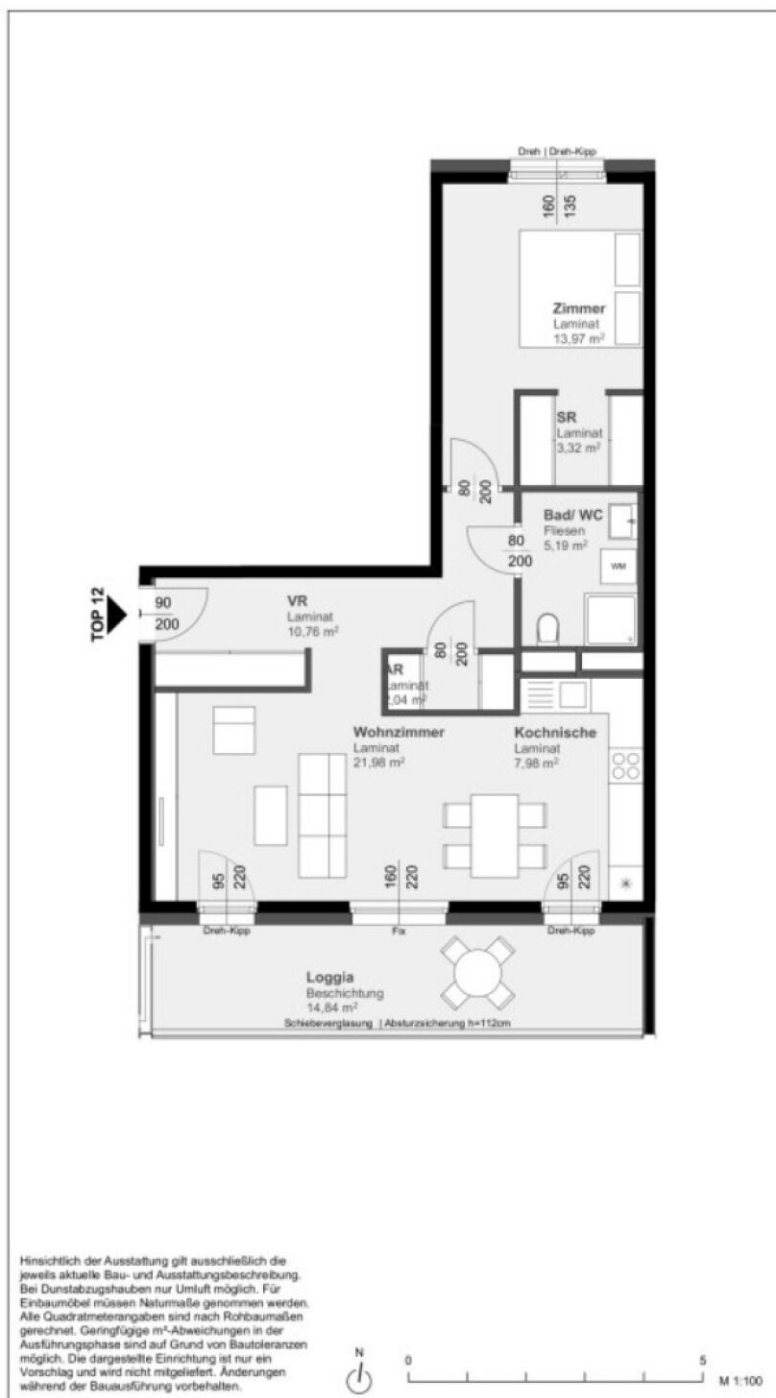 Dreh | Dreh-Kipp
160
135
Zimmer
Laminat
13,97 m²
SR
Laminat
3,32 m²
80
200
Bad/ WC
Fliesen
5,19 m²
80
200
WM
TOP 12
90
200
VR
Laminat
10,76 m²
80
200
AR
Laminat
2,04 m²
Wohnzimmer
Laminat
21,98 m²
Kochnische
Laminat
7,98 m²
95
220
160
220
95
220
Dreh-Kipp
Fix
Dreh-Kipp
Loggia
Beschichtung
14,84 m²
Schiebeverglasung | Absturzsicherung h=112cm
Hinsichtlich der Ausstattung gilt ausschließlich die
jeweils aktuelle Bau- und Ausstattungsbeschreibung.
Bei Dunstabzugshauben nur Umluft möglich. Für
Einbaumöbel müssen Naturmaße genommen werden.
Alle Quadratmeterangaben sind nach Rohbaumaßen
gerechnet. Geringfügige m²-Abweichungen in der
Ausführungsphase sind auf Grund von Bautoleranzen
möglich. Die dargestellte Einrichtung ist nur ein
Vorschlag und wird nicht mitgeliefert. Änderungen
während der Bauausführung vorbehalten.
N
0
5
M 1:100